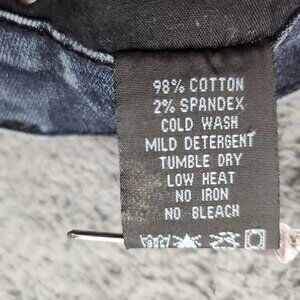 98% COTTON
2% SPANDEX
COLD WASH
MILD DETERGENT
TUMBLE DRY
LOW HEAT
NO IRON
NO BLEACH